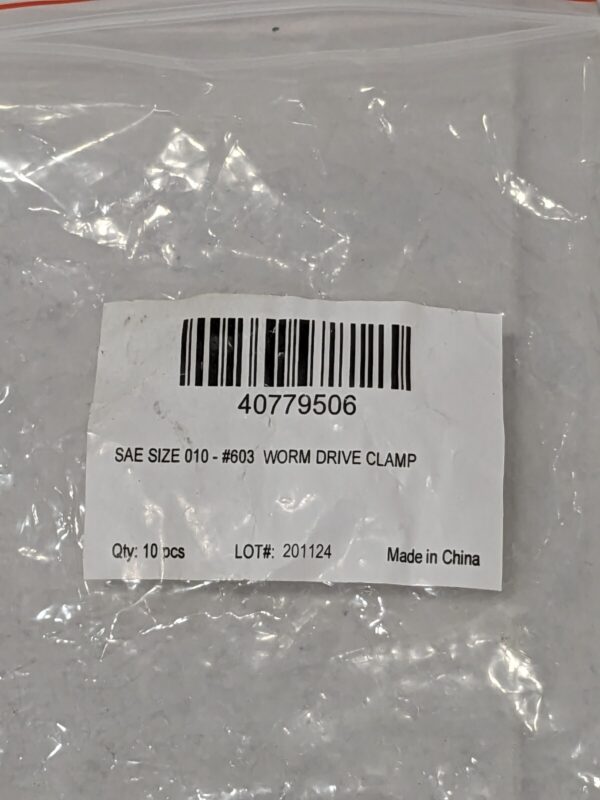 40779506
SAE SIZE 010 - #603 WORM DRIVE CLAMP
Qty: 10 pcs LOT#: 201124 Made in China